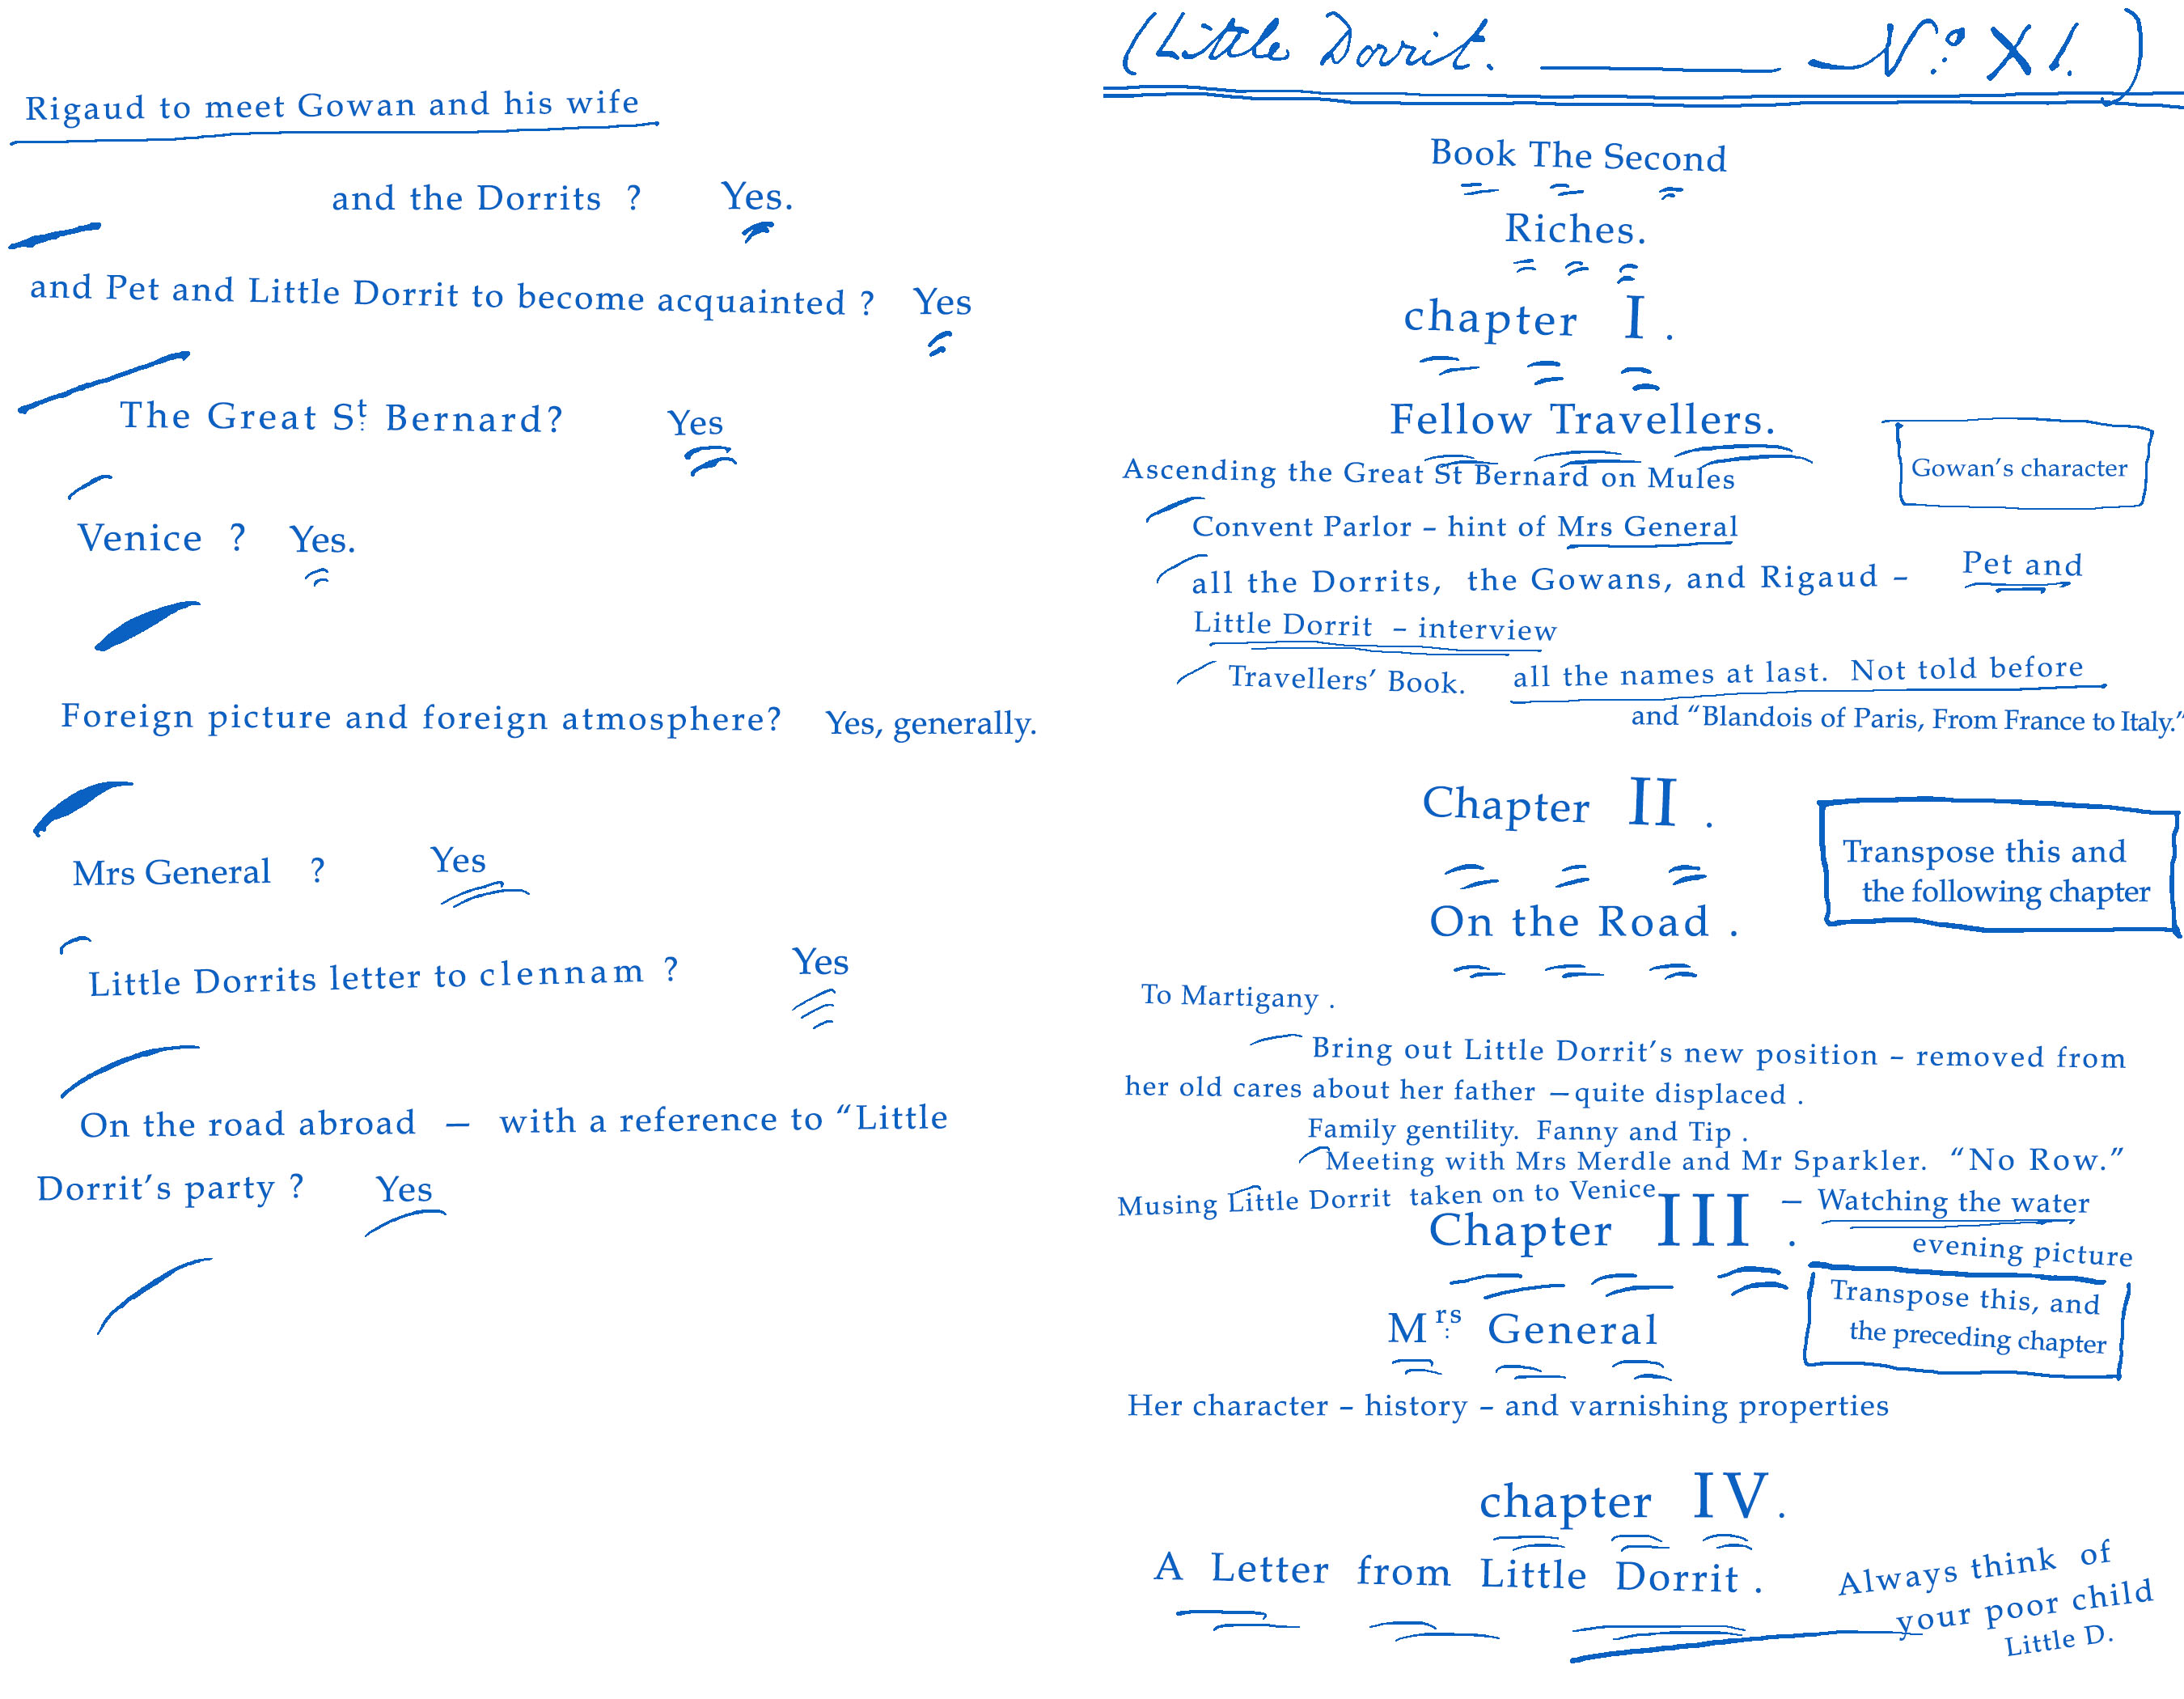 Rigaud to meet Gowan and his wife
and the Dorrits ? Yes.
and Pet and Little Dorrit to become acquainted ? Yes
The Great St Bernard? Yes
Venice ? Yes.
Foreign picture and foreign atmosphere? Yes, generally.
Mrs General ? Yes
Little Dorrits letter to clennam ? Yes
On the road abroad — with a reference to “Little
Dorrit’s party ? Yes
(Little Dorrit. ——— No. XI.)
Book The Second
Riches.
chapter I .
Fellow Travellers.
Ascending the Great St Bernard on Mules
Gowan’s character
Convent Parlor – hint of Mrs General
all the Dorrits, the Gowans, and Rigaud – Pet and
Little Dorrit – interview
Travellers’ Book. all the names at last. Not told before
and “Blandois of Paris, From France to Italy.”
Chapter II .
Transpose this and
the following chapter
On the Road .
To Martigany .
Bring out Little Dorrit’s new position – removed from
her old cares about her father —quite displaced .
Family gentility. Fanny and Tip .
Meeting with Mrs Merdle and Mr Sparkler. “No Row.”
Musing Little Dorrit taken on to Venice – Watching the water
evening picture
Chapter III .
Transpose this, and
the preceding chapter
Mrs General
Her character – history – and varnishing properties
chapter IV.
A Letter from Little Dorrit .
Always think of
your poor child
Little D.